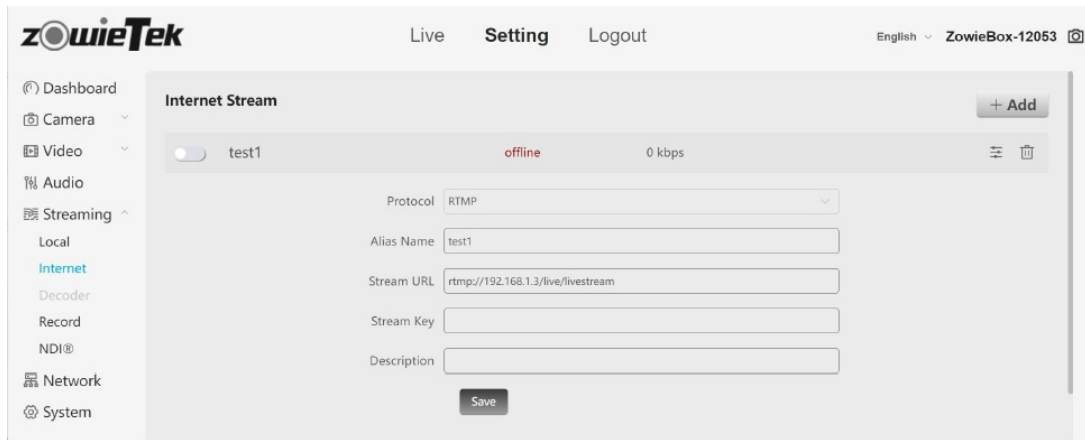 zowieTek
Live Setting Logout
English ZowieBox-12053
Dashboard
Camera
Video
Audio
Streaming
Local
Internet
Decoder
Record
NDI®
Network
System
Internet Stream
+ Add
test1 offline 0 kbps
Protocol RTMP
Alias Name test1
Stream URL rtmp://192.168.1.3/live/livestream
Stream Key
Description
Save